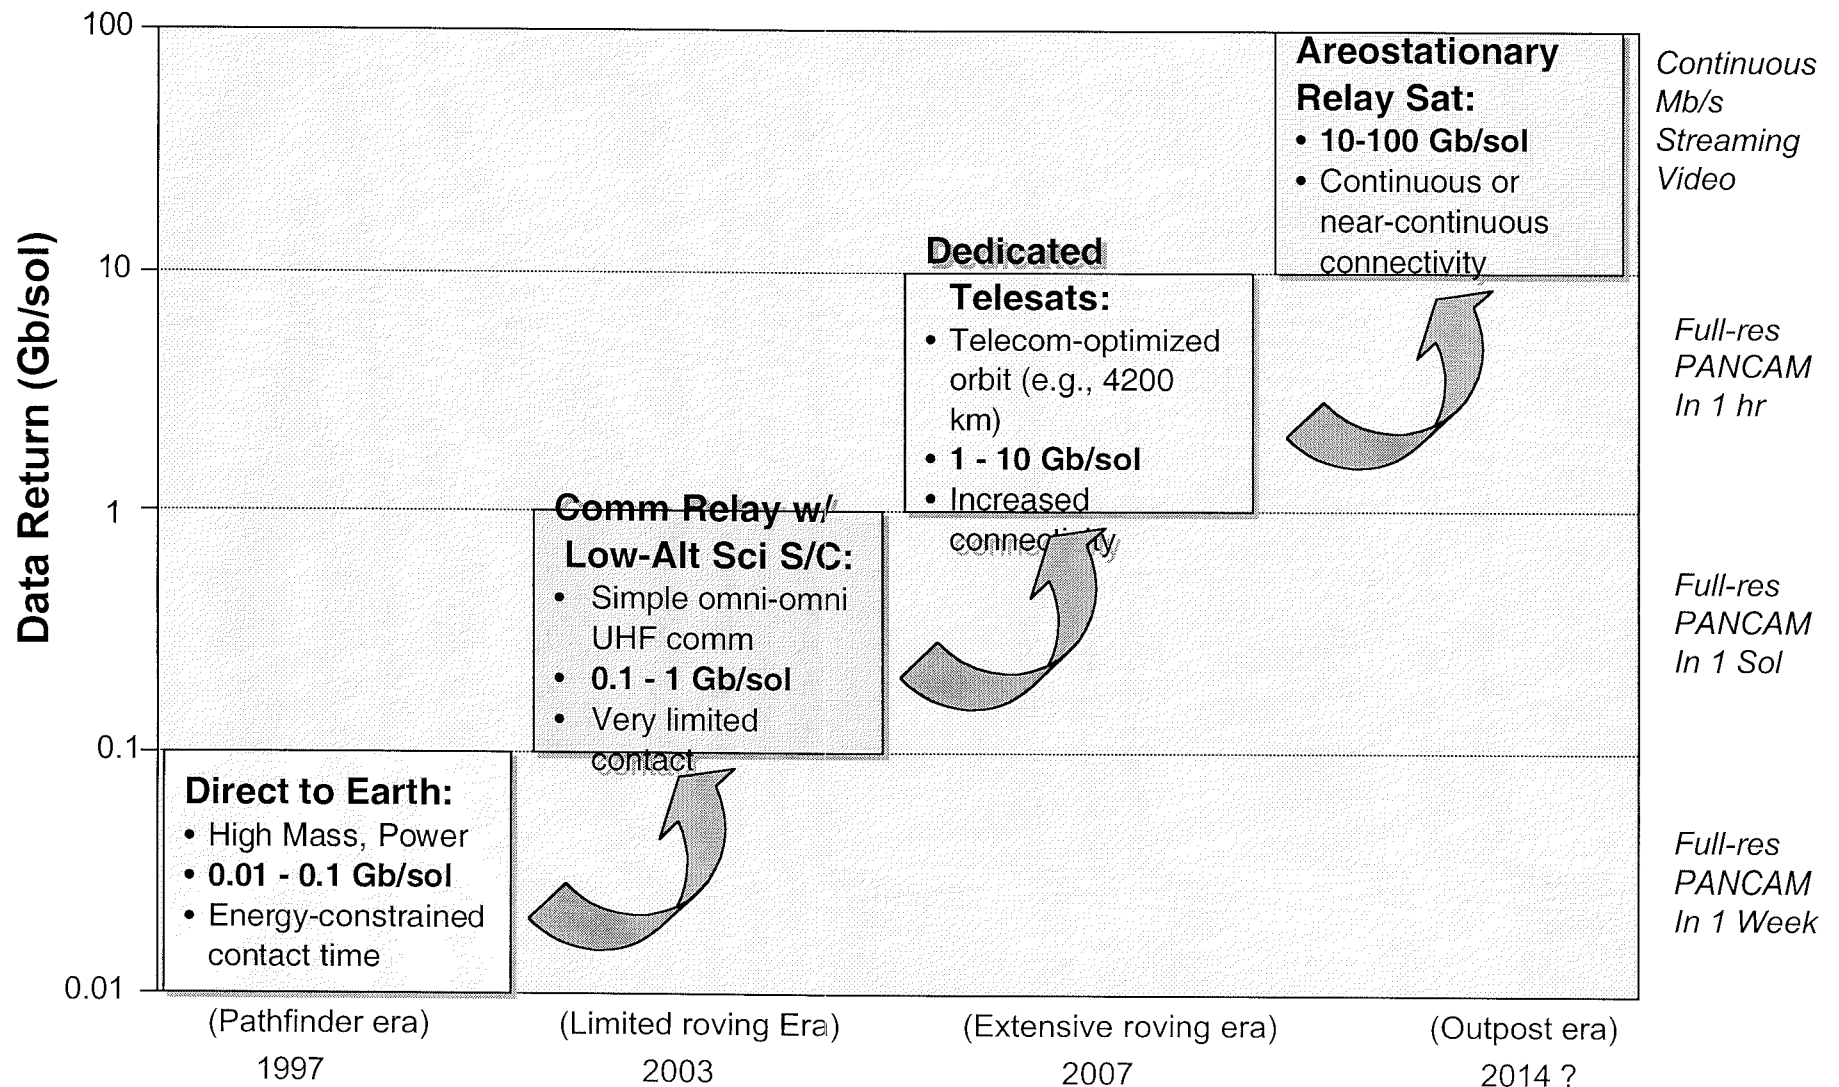 Data Return (Gb/sol)
100
10
1
0.1
0.01
Areostationary
Relay Sat:
• 10-100 Gb/sol
• Continuous or
near-continuous
connectivity
Continuous
Mb/s
Streaming
Video
Dedicated
Telesats:
• Telecom-optimized
orbit (e.g., 4200
km)
• 1 - 10 Gb/sol
• Increased
connectivity
Full-res
PANCAM
In 1 hr
Comm Relay w/
Low-Alt Sci S/C:
• Simple omni-omni
UHF comm
• 0.1 - 1 Gb/sol
• Very limited
contact
Full-res
PANCAM
In 1 Sol
Direct to Earth:
• High Mass, Power
• 0.01 - 0.1 Gb/sol
• Energy-constrained
contact time
Full-res
PANCAM
In 1 Week
(Pathfinder era)
1997
(Limited roving Era)
2003
(Extensive roving era)
2007
(Outpost era)
2014 ?